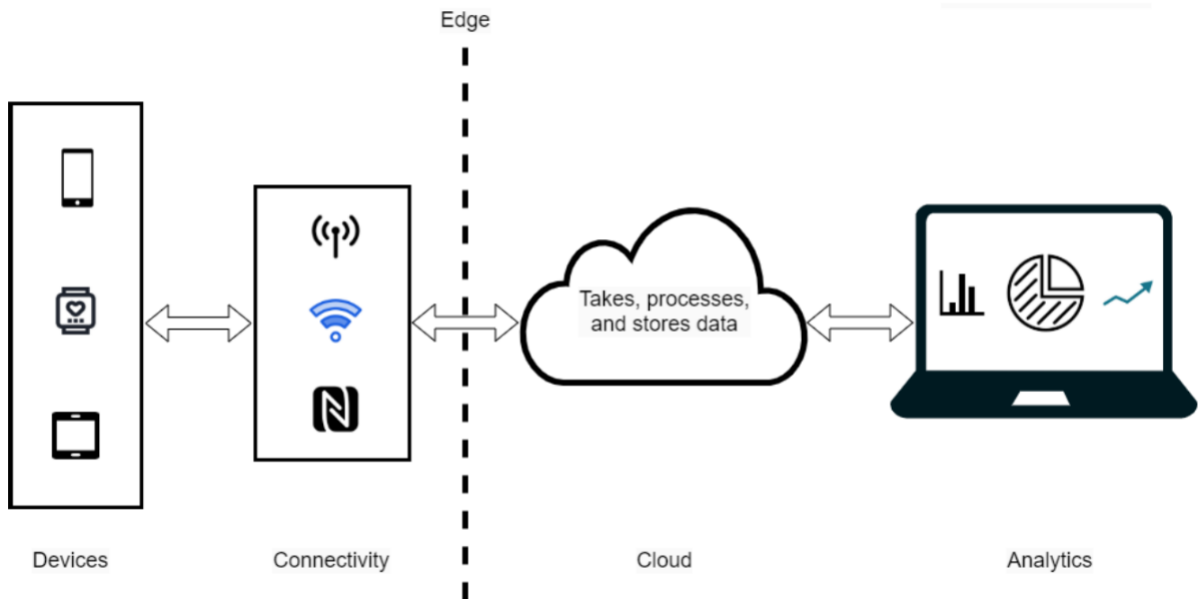 Edge
Takes, processes,
and stores data
Devices
Connectivity
Cloud
Analytics